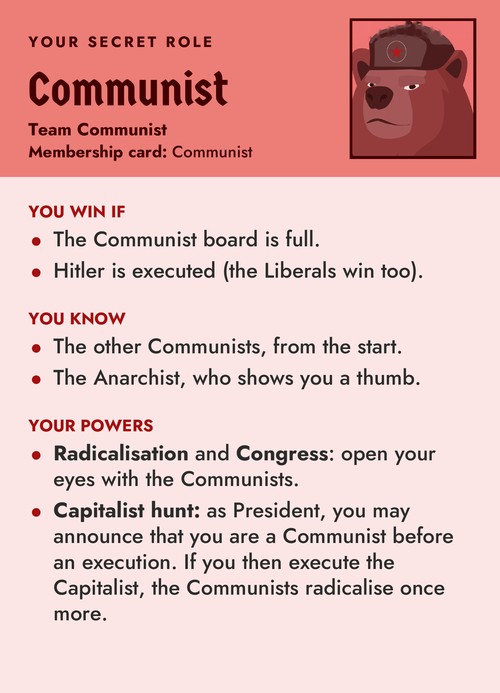 YOUR SECRET ROLE
Communist
Team Communist
Membership card: Communist
YOU WIN IF
• The Communist board is full.
• Hitler is executed (the Liberals win too).
YOU KNOW
• The other Communists, from the start.
• The Anarchist, who shows you a thumb.
YOUR POWERS
• Radicalisation and Congress: open your
eyes with the Communists.
• Capitalist hunt: as President, you may
announce that you are a Communist before
an execution. If you then execute the
Capitalist, the Communists radicalise once
more.